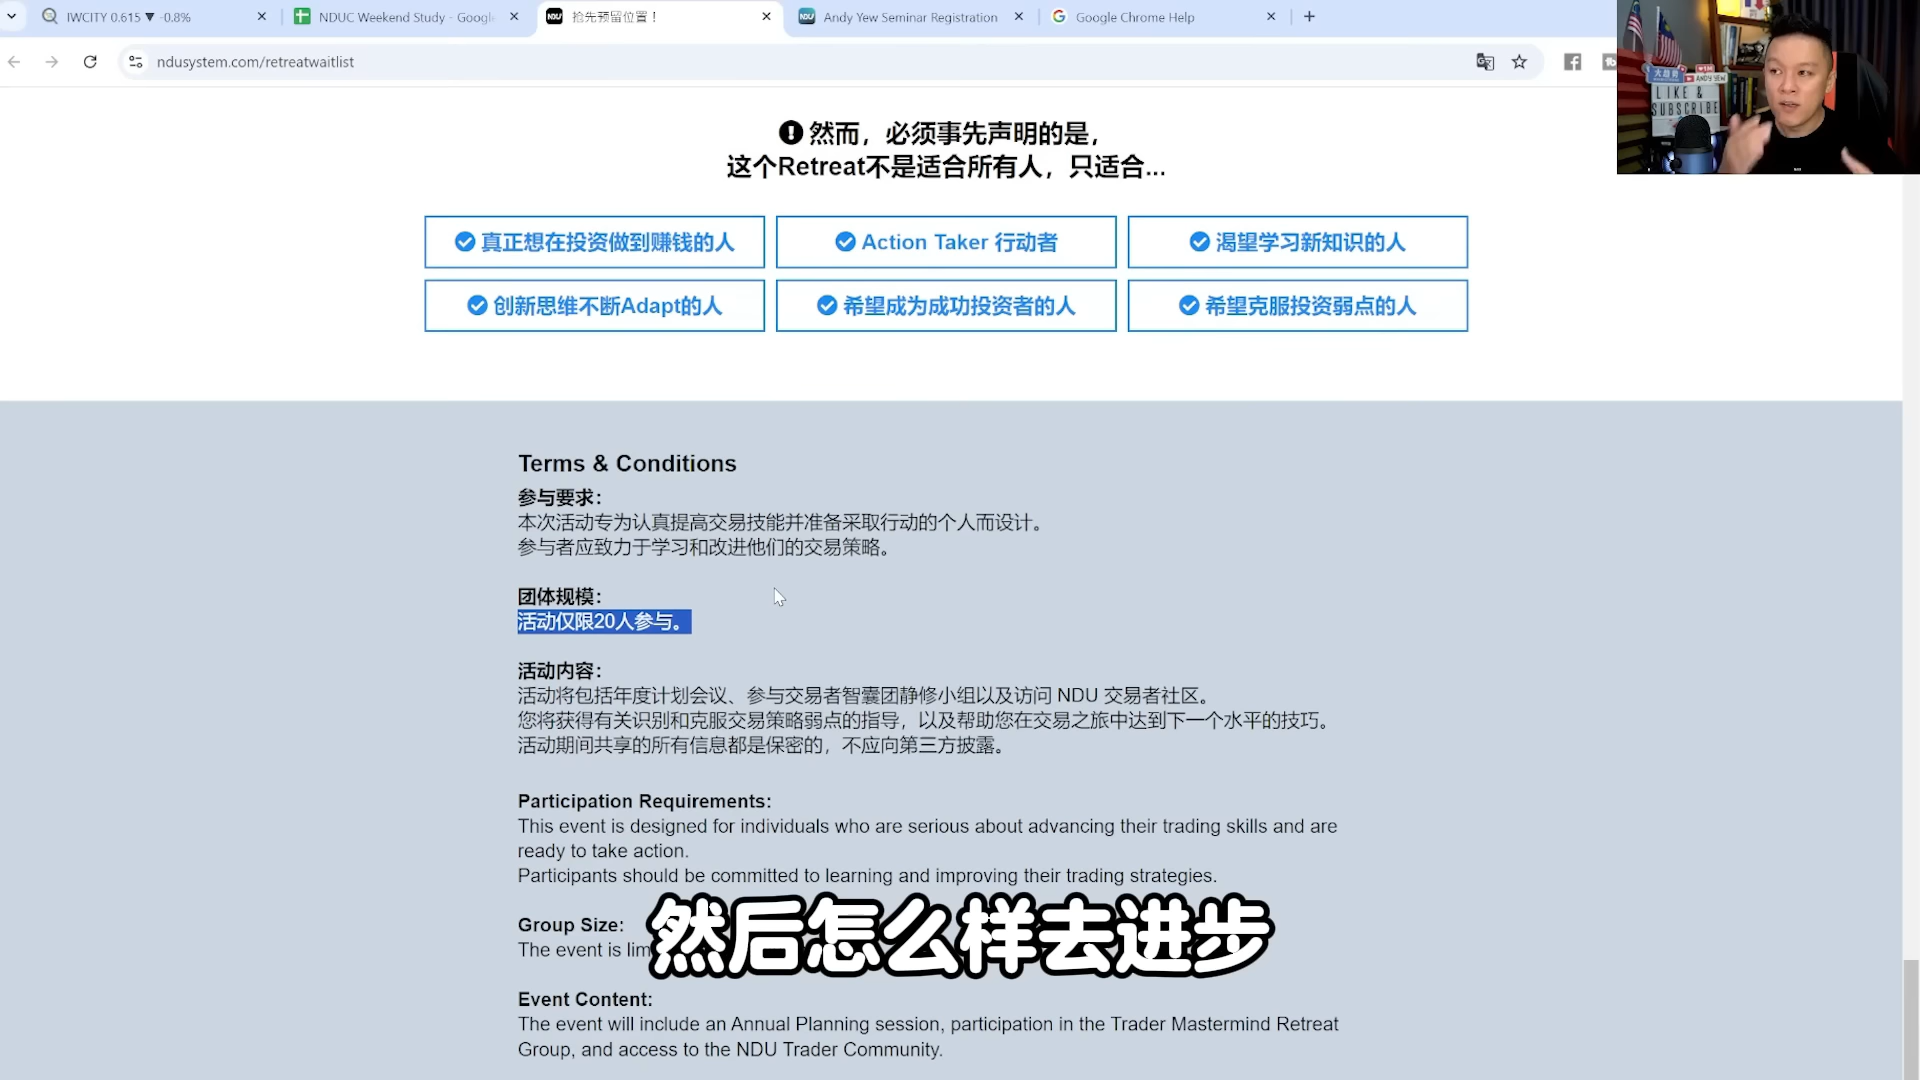 IWCITY 0.615 ▼ -0.8%
NDUC Weekend Study - Google
NDU 抢先预留位置！
NDU Andy Yew Seminar Registration
Google Chrome Help
ndusystem.com/retreatwaitlist
大趋势
ANDY YEW
LIKE &
SUBSCRIBE
然而，必须事先声明的是，
这个Retreat不是适合所有人，只适合...
真正想在投资做到赚钱的人
Action Taker 行动者
渴望学习新知识的人
创新思维不断Adapt的人
希望成为成功投资者的人
希望克服投资弱点的人
Terms & Conditions
参与要求：
本次活动专为认真提高交易技能并准备采取行动的个人而设计。
参与者应致力于学习和改进他们的交易策略。
团体规模：
活动仅限20人参与。
活动内容：
活动将包括年度计划会议、参与交易者智囊团静修小组以及访问 NDU 交易者社区。
您将获得有关识别和克服交易策略弱点的指导，以及帮助您在交易之旅中达到下一个水平的技巧。
活动期间共享的所有信息都是保密的，不应向第三方披露。
Participation Requirements:
This event is designed for individuals who are serious about advancing their trading skills and are
ready to take action.
Participants should be committed to learning and improving their trading strategies.
Group Size:
The event is lim
然后怎么样去进步
Event Content:
The event will include an Annual Planning session, participation in the Trader Mastermind Retreat
Group, and access to the NDU Trader Community.